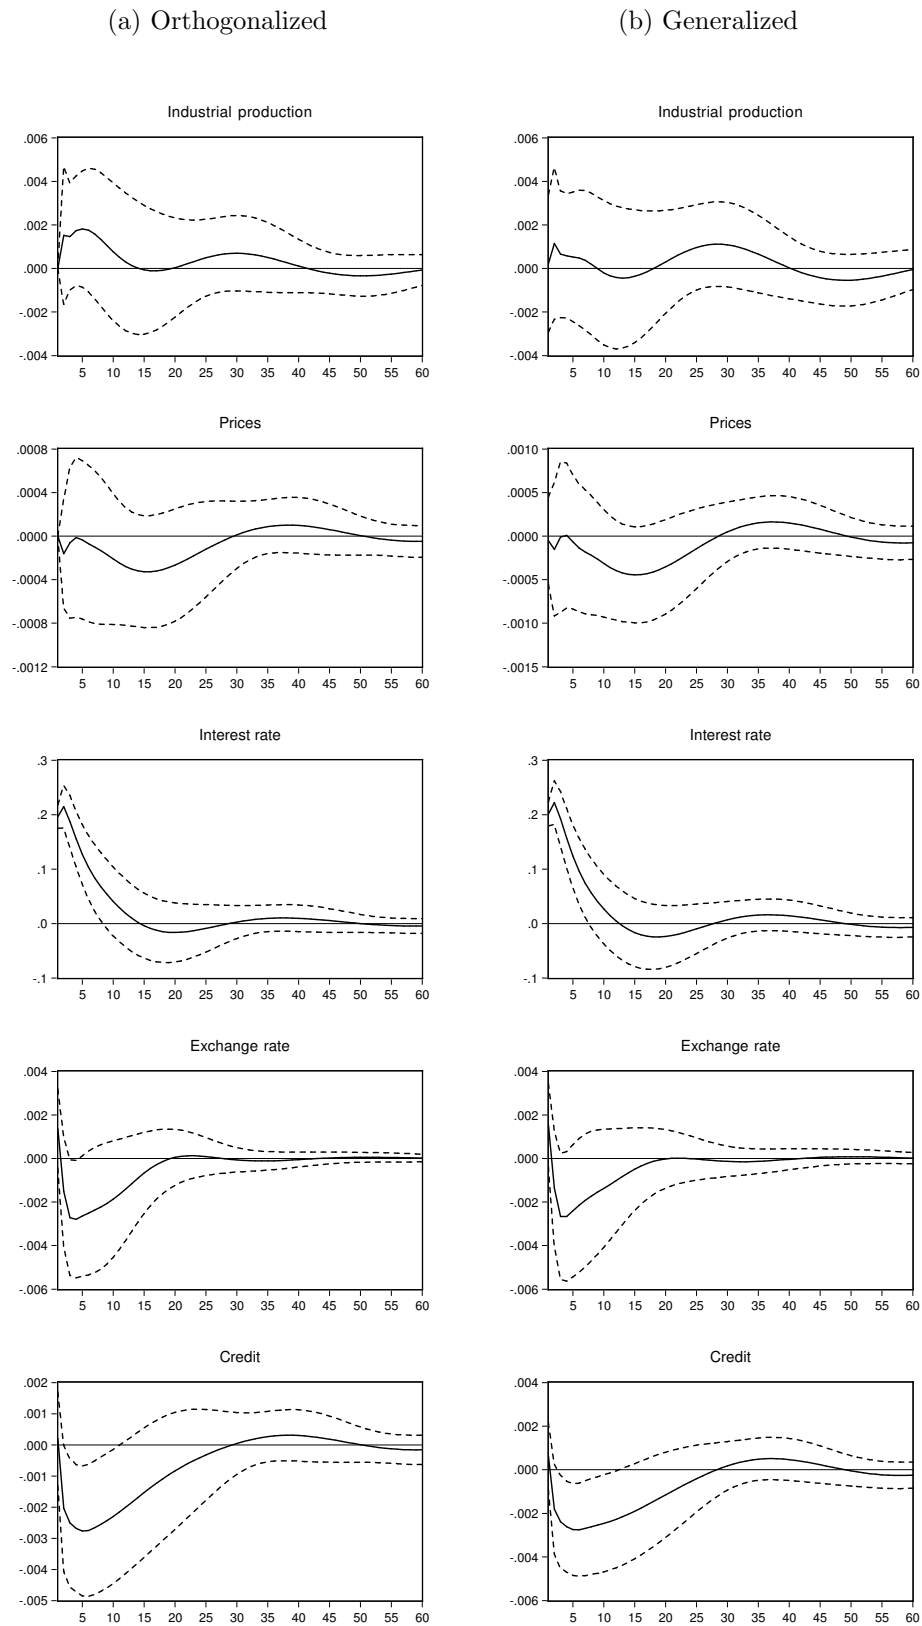 (a) Orthogonalized (b) Generalized
Industrial production Industrial production
.006 .006
.004 .004
.002 .002
.000 .000
-.002 -.002
-.004 -.004
5 10 15 20 25 30 35 40 45 50 55 60 5 10 15 20 25 30 35 40 45 50 55 60
Prices Prices
.0008 .0010
.0004 .0005
.0000 .0000
-.0004 -.0005
-.0008 -.0010
-.0012 -.0015
5 10 15 20 25 30 35 40 45 50 55 60 5 10 15 20 25 30 35 40 45 50 55 60
Interest rate Interest rate
.3 .3
.2 .2
.1 .1
.0 .0
-.1 -.1
5 10 15 20 25 30 35 40 45 50 55 60 5 10 15 20 25 30 35 40 45 50 55 60
Exchange rate Exchange rate
.004 .004
.002 .002
.000 .000
-.002 -.002
-.004 -.004
-.006 -.006
5 10 15 20 25 30 35 40 45 50 55 60 5 10 15 20 25 30 35 40 45 50 55 60
Credit Credit
.002 .004
.001 .002
.000 .000
-.001 -.002
-.002 -.004
-.003 -.006
-.004
-.005
5 10 15 20 25 30 35 40 45 50 55 60 5 10 15 20 25 30 35 40 45 50 55 60